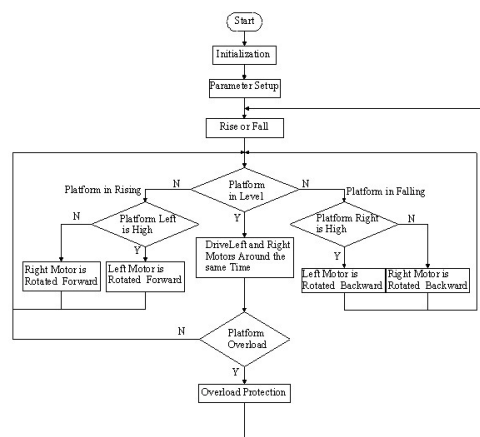 Start
Initialization
Parameter Setup
Rise or Fall
Platform in Rising
N
Platform
in Level
N
Platform in Falling
N
Platform Left
is High
Y
Y
Platform Right
is High
N
Y
Right Motor is
Rotated Forward
Left Motor is
Rotated Forward
DriveLeft and Right
Motors Around the
same Time
Left Motor is
Rotated Backward
Right Motor is
Rotated Backward
N
Platform
Overload
Y
Overload Protection